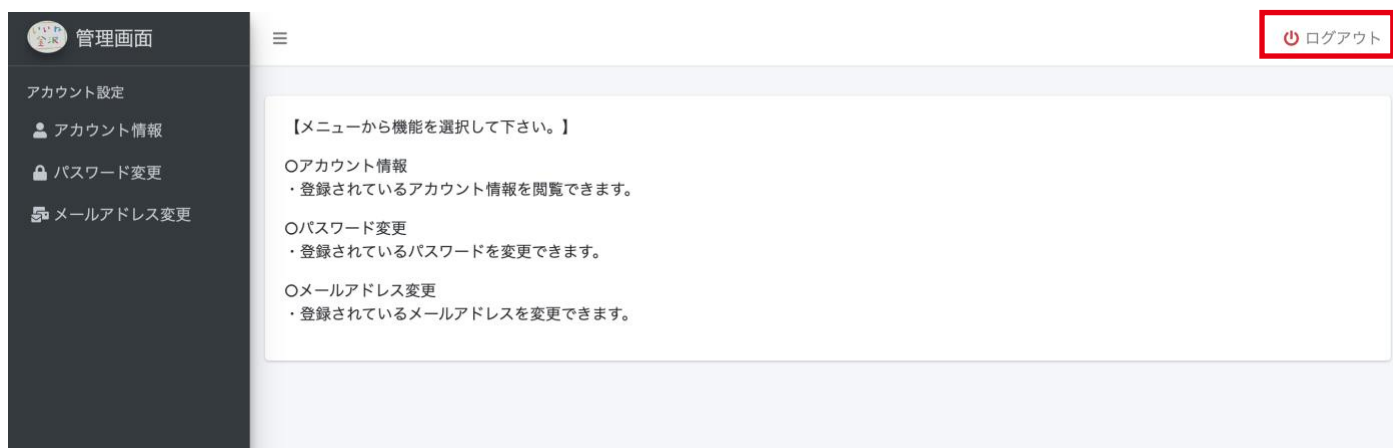 いいね
金沢
管理画面
ログアウト
アカウント設定
アカウント情報
パスワード変更
メールアドレス変更
【メニューから機能を選択して下さい。】
○アカウント情報
・登録されているアカウント情報を閲覧できます。
○パスワード変更
・登録されているパスワードを変更できます。
○メールアドレス変更
・登録されているメールアドレスを変更できます。